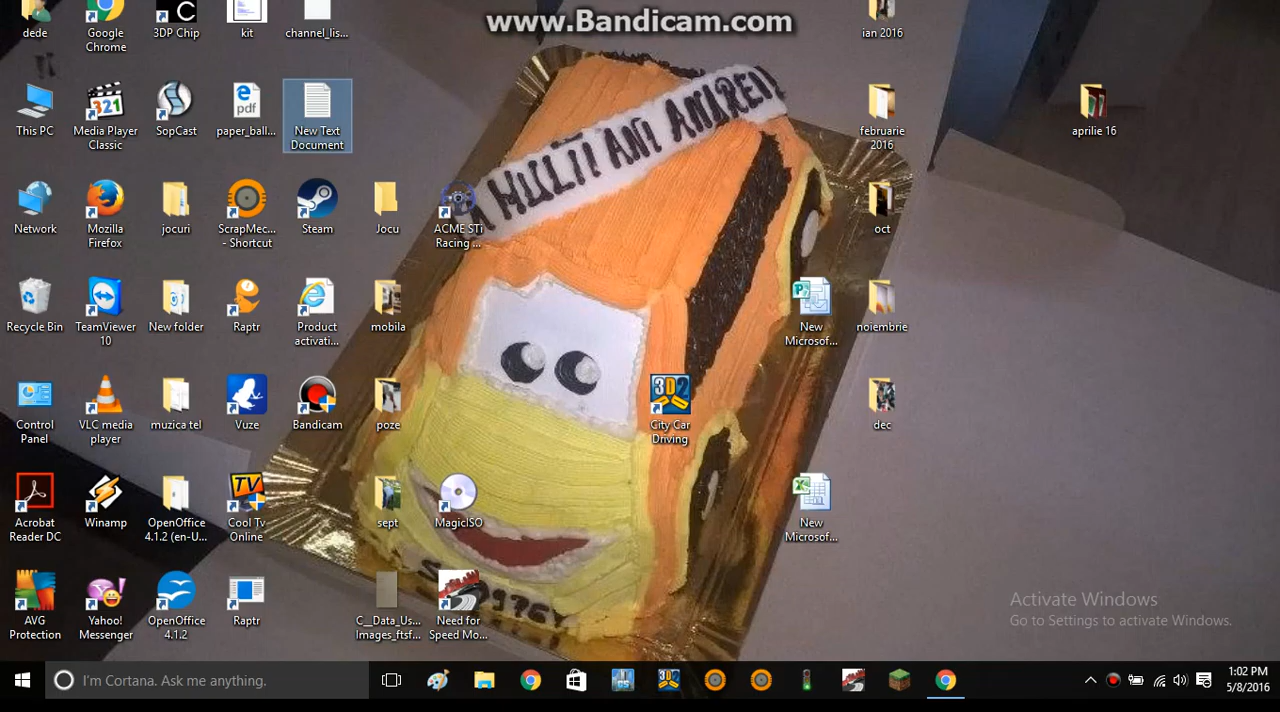 www.Bandicam.com
dede
Google
Chrome
3DP Chip
kit
channel_lis...
ian 2016
This PC
Media Player
Classic
SopCast
paper_ball...
New Text
Document
februarie
2016
aprilie 16
MULTI ANI ANDREI
Network
Mozilla
Firefox
jocuri
ScrapMec...
- Shortcut
Steam
Jocu
ACME STi
Racing ...
oct
Recycle Bin
TeamViewer
10
New folder
Raptr
Product
activati...
mobila
New
Microsof...
noiembrie
Control
Panel
VLC media
player
muzica tel
Vuze
Bandicam
poze
City Car
Driving
dec
Acrobat
Reader DC
Winamp
OpenOffice
4.1.2 (en-U...
Cool Tv
Online
sept
MagicISO
New
Microsof...
AVG
Protection
Yahoo!
Messenger
OpenOffice
4.1.2
Raptr
C__Data_Us...
Images_ftsf...
Need for
Speed Mo...
Activate Windows
Go to Settings to activate Windows.
I'm Cortana. Ask me anything.
1:02 PM
5/8/2016